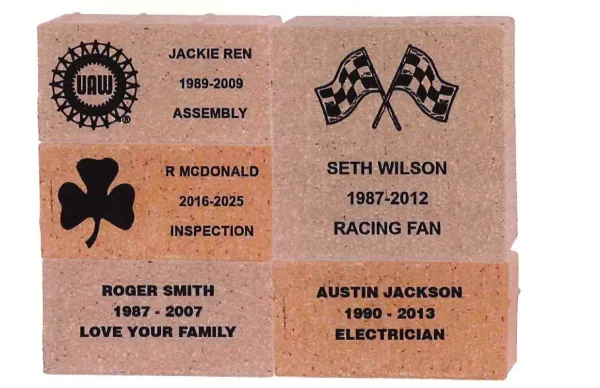 UAW
®
JACKIE REN
1989-2009
ASSEMBLY
R MCDONALD
2016-2025
INSPECTION
SETH WILSON
1987-2012
RACING FAN
ROGER SMITH
1987 - 2007
LOVE YOUR FAMILY
AUSTIN JACKSON
1990 - 2013
ELECTRICIAN